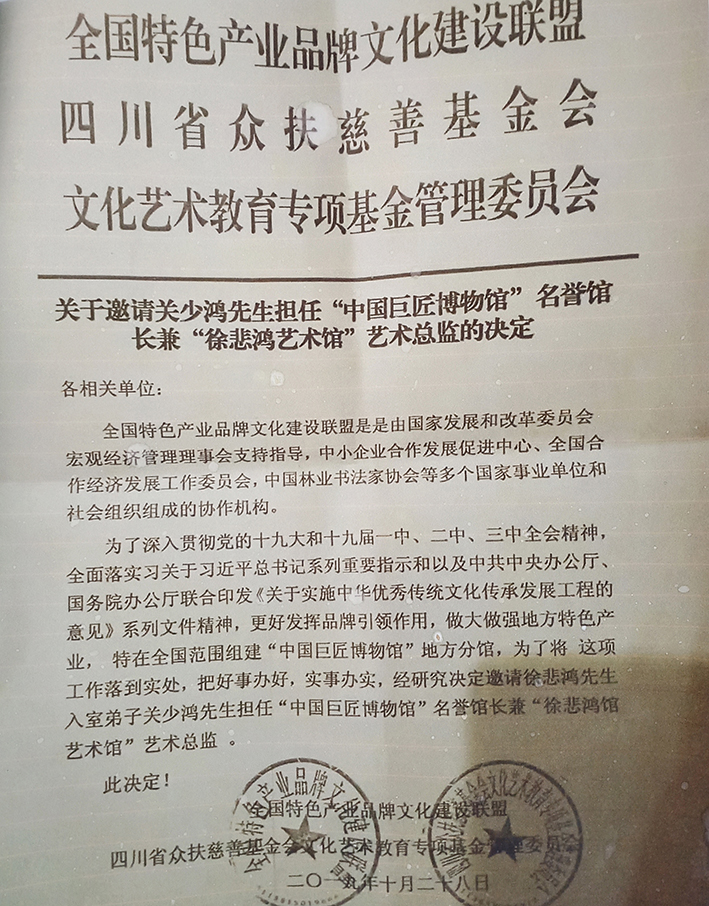 全国特色产业品牌文化建设联盟
四川省众扶慈善基金会
文化艺术教育专项基金管理委员会
关于邀请关少鸿先生担任“中国巨匠博物馆”名誉馆
长兼“徐悲鸿艺术馆”艺术总监的决定
各相关单位：
全国特色产业品牌文化建设联盟是是由国家发展和改革委员会
宏观经济管理理事会支持指导，中小企业合作发展促进中心、全国合
作经济发展工作委员会，中国林业书法家协会等多个国家事业单位和
社会组织组成的协作机构。
为了深入贯彻党的十九大和十九届一中、二中、三中全会精神，
全面落实习关于习近平总书记系列重要指示和以及中共中央办公厅、
国务院办公厅联合印发《关于实施中华优秀传统文化传承发展工程的
意见》系列文件精神，更好发挥品牌引领作用，做大做强地方特色产
业， 特在全国范围组建“中国巨匠博物馆”地方分馆，为了将 这项
工作落到实处，把好事办好，实事办实，经研究决定邀请徐悲鸿先生
入室弟子关少鸿先生担任“中国巨匠博物馆”名誉馆长兼“徐悲鸿馆
艺术馆”艺术总监 。
此决定！
全国特色产业品牌文化建设联盟
四川省众扶慈善基金会文化艺术教育专项基金管理委员会
二〇一九年十月二十八日
全国特色产业品牌文化建设联盟